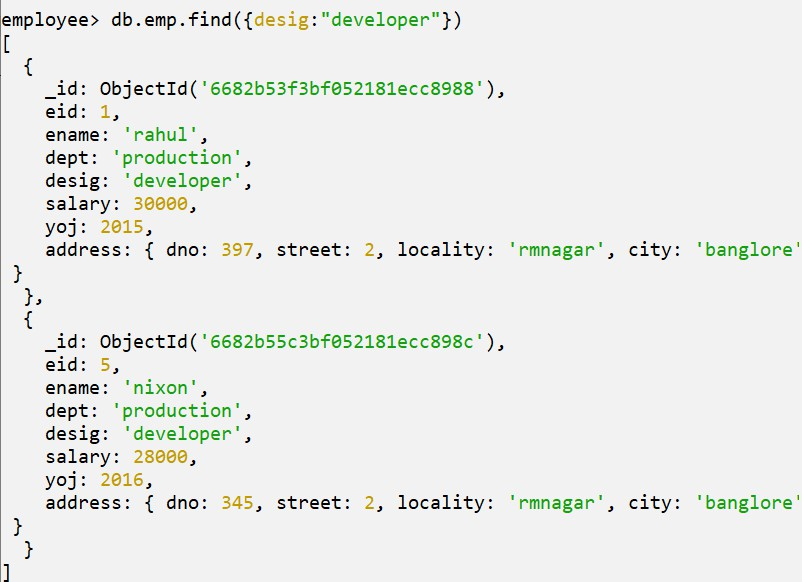 employee> db.emp.find({desig:"developer"})
[
  {
    _id: ObjectId('6682b53f3bf052181ecc8988'),
    eid: 1,
    ename: 'rahul',
    dept: 'production',
    desig: 'developer',
    salary: 30000,
    yoj: 2015,
    address: { dno: 397, street: 2, locality: 'rmnagar', city: 'banglore'
 }
  },
  {
    _id: ObjectId('6682b55c3bf052181ecc898c'),
    eid: 5,
    ename: 'nixon',
    dept: 'production',
    desig: 'developer',
    salary: 28000,
    yoj: 2016,
    address: { dno: 345, street: 2, locality: 'rmnagar', city: 'banglore'
 }
  }
]